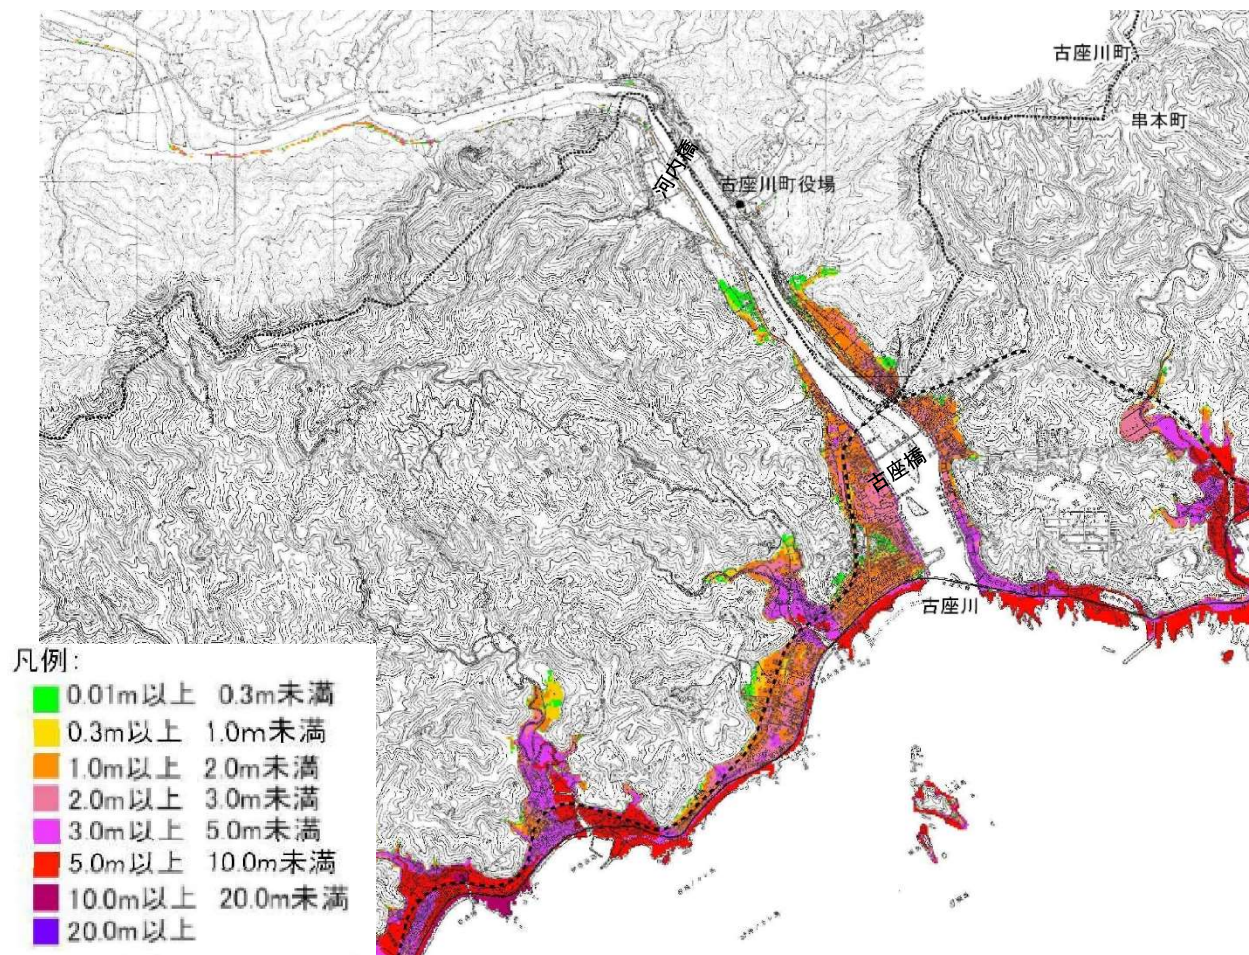 古座川町
串本町
河内橋
古座川町役場
古座橋
古座川
凡例:
0.01m以上 0.3m未満
0.3m以上 1.0m未満
1.0m以上 2.0m未満
2.0m以上 3.0m未満
3.0m以上 5.0m未満
5.0m以上 10.0m未満
10.0m以上 20.0m未満
20.0m以上